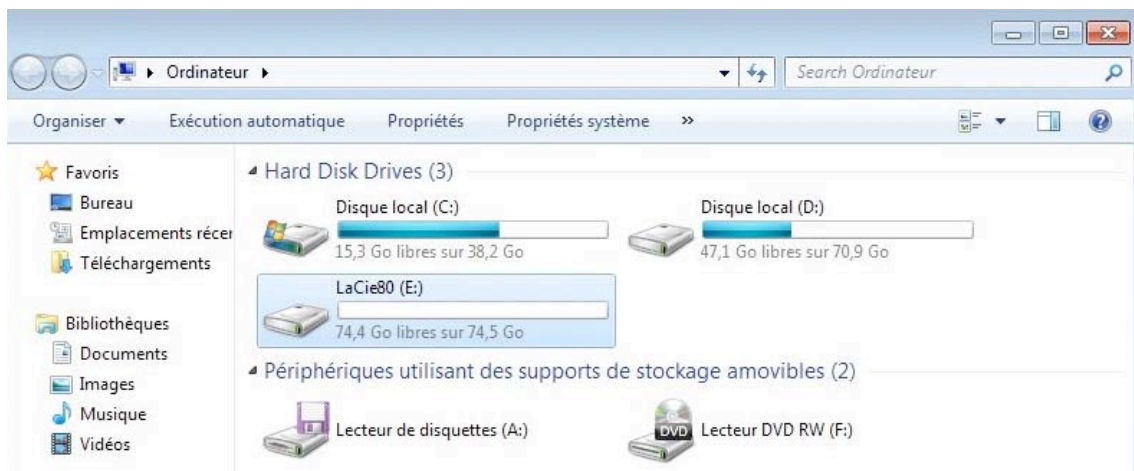 Ordinateur
Search Ordinateur
Organiser
Exécution automatique
Propriétés
Propriétés système
»
Favoris
Bureau
Emplacements récer
Téléchargements
Bibliothèques
Documents
Images
Musique
Vidéos
Hard Disk Drives (3)
Disque local (C:)
15,3 Go libres sur 38,2 Go
Disque local (D:)
47,1 Go libres sur 70,9 Go
LaCie80 (E:)
74,4 Go libres sur 74,5 Go
Périphériques utilisant des supports de stockage amovibles (2)
Lecteur de disquettes (A:)
DVD
Lecteur DVD RW (F:)